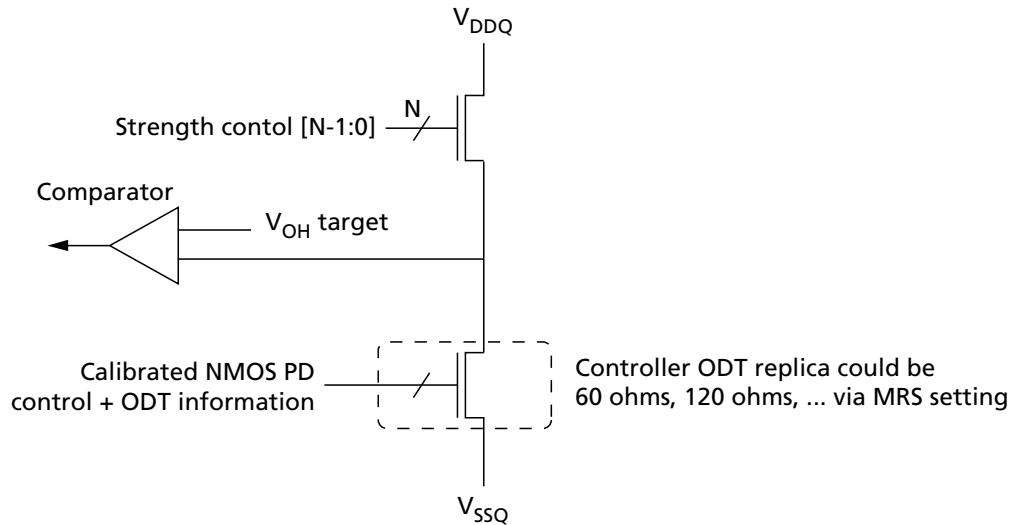 VDDQ
N
Strength contol [N-1:0]
Comparator
VOH target
Calibrated NMOS PD
control + ODT information
Controller ODT replica could be
60 ohms, 120 ohms, ... via MRS setting
VSSQ